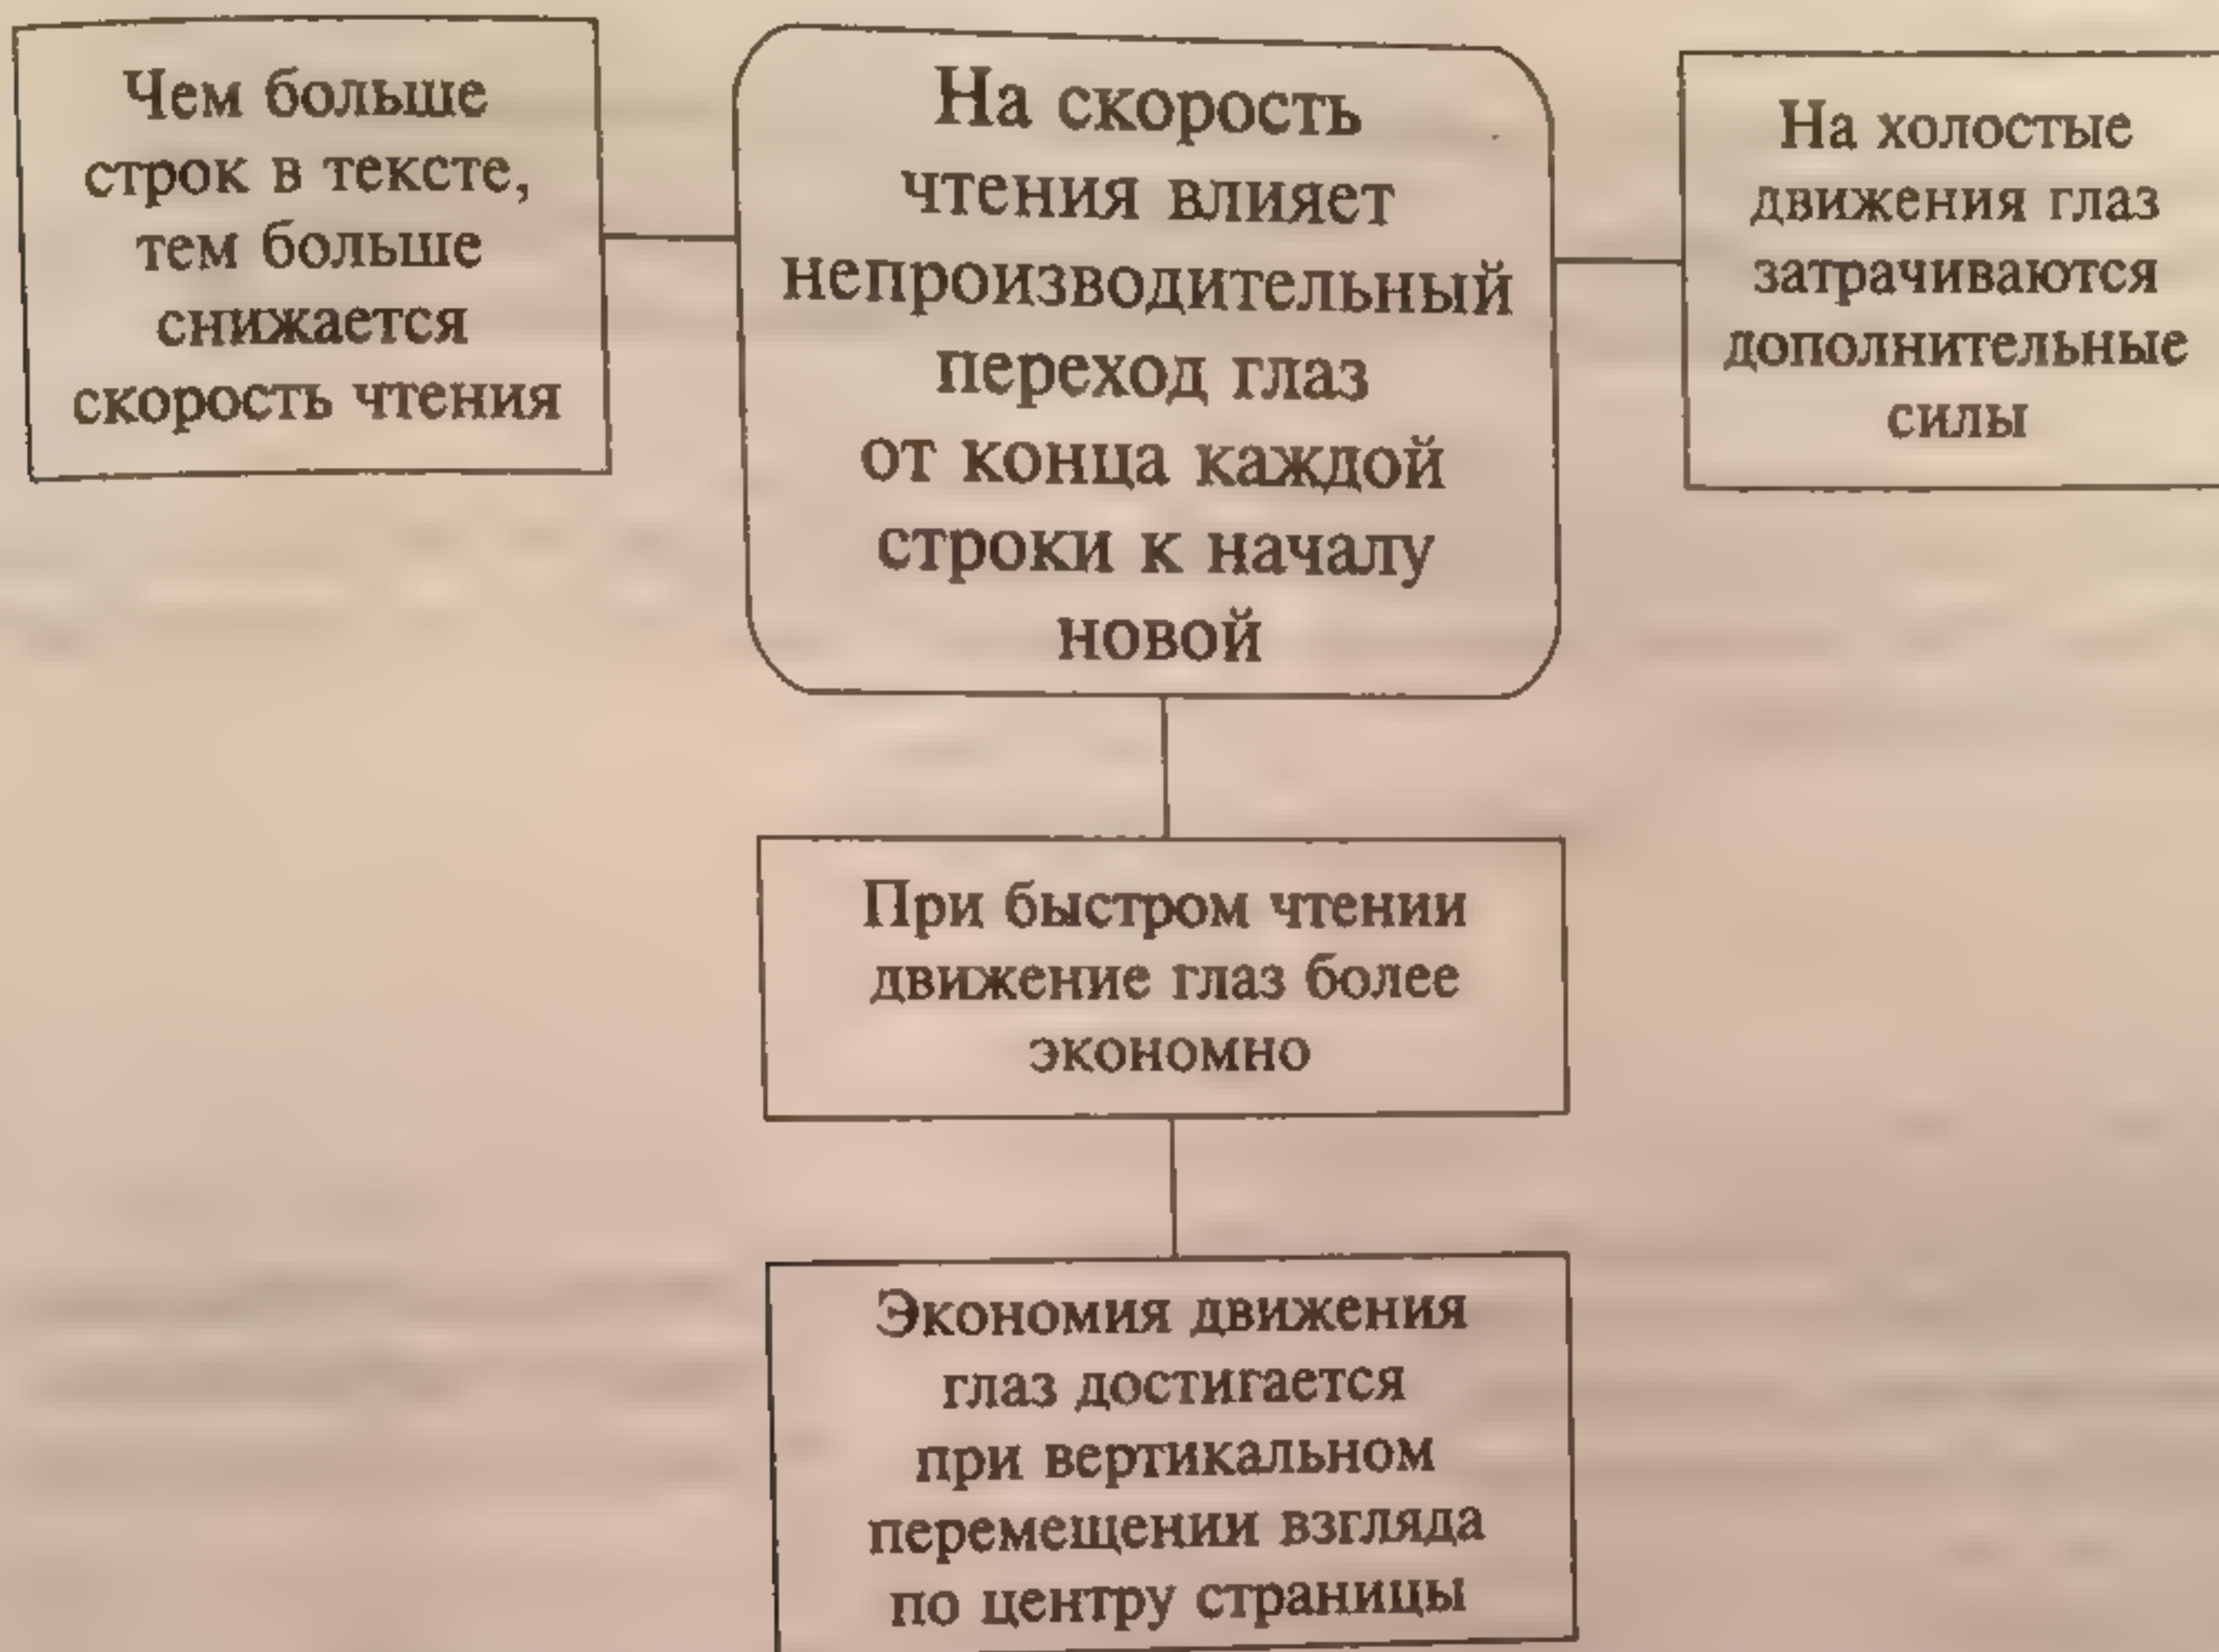 Чем больше
строк в тексте,
тем больше
снижается
скорость чтения
На скорость
чтения влияет
непроизводительный
переход глаз
от конца каждой
строки к началу
новой
На холостые
движения глаз
затрачиваются
дополнительные
силы
При быстром чтении
движение глаз более
экономно
Экономия движения
глаз достигается
при вертикальном
перемещении взгляда
по центру страницы